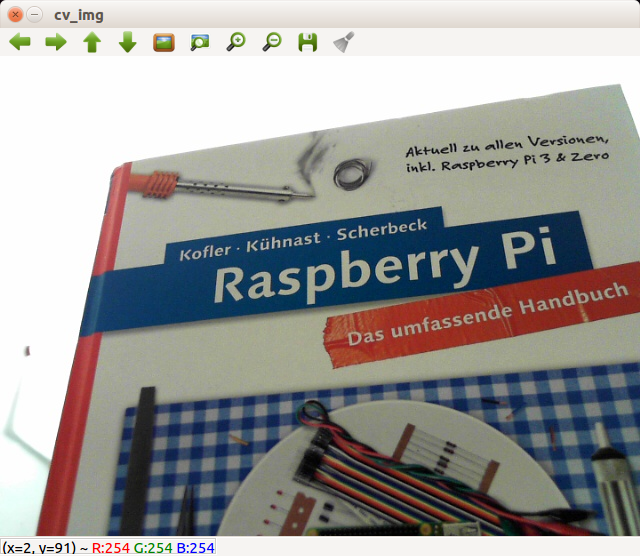 cv_img
Aktuell zu allen Versionen,
inkl. Raspberry Pi 3 & Zero
Kofler · Kühnast · Scherbeck
Raspberry Pi
Das umfassende Handbuch
(x=2, y=91) ~ R:254 G:254 B:254